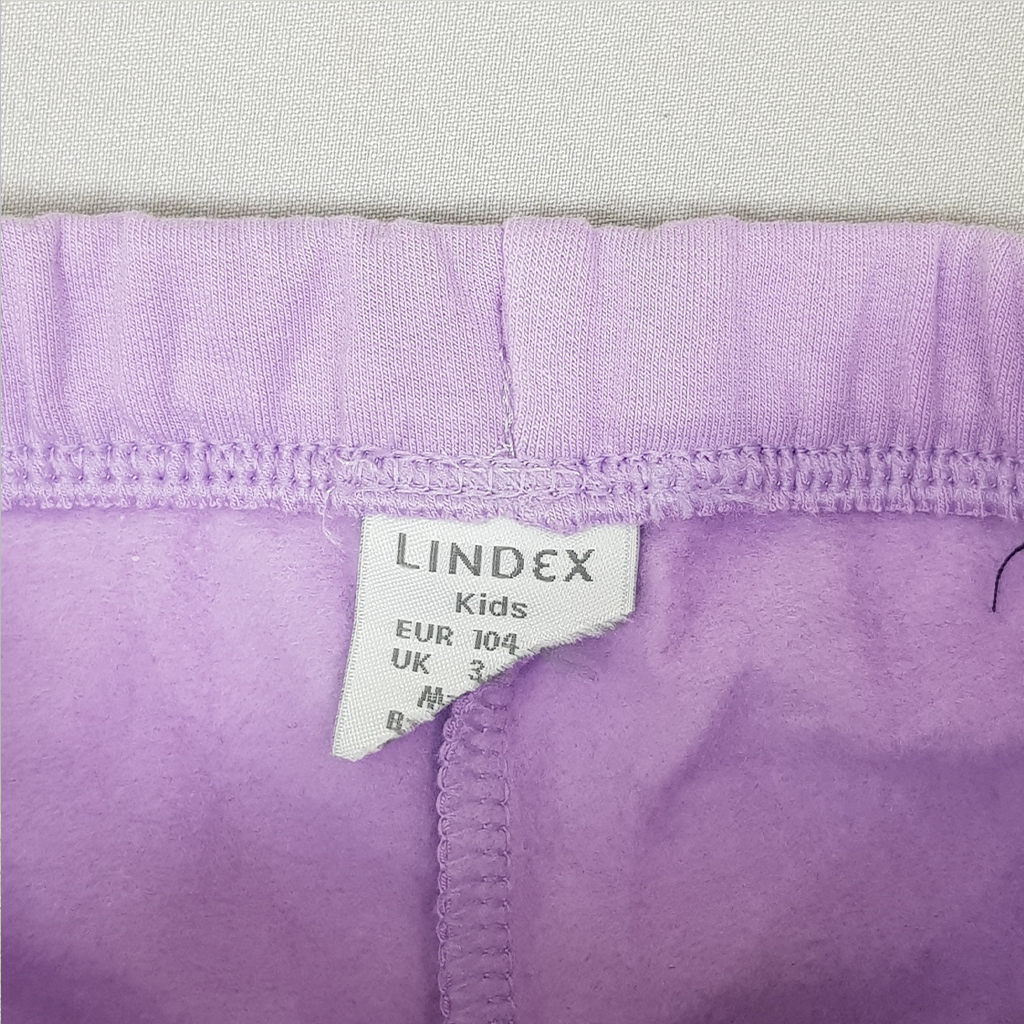 LINDEX
Kids
EUR 104
UK 3